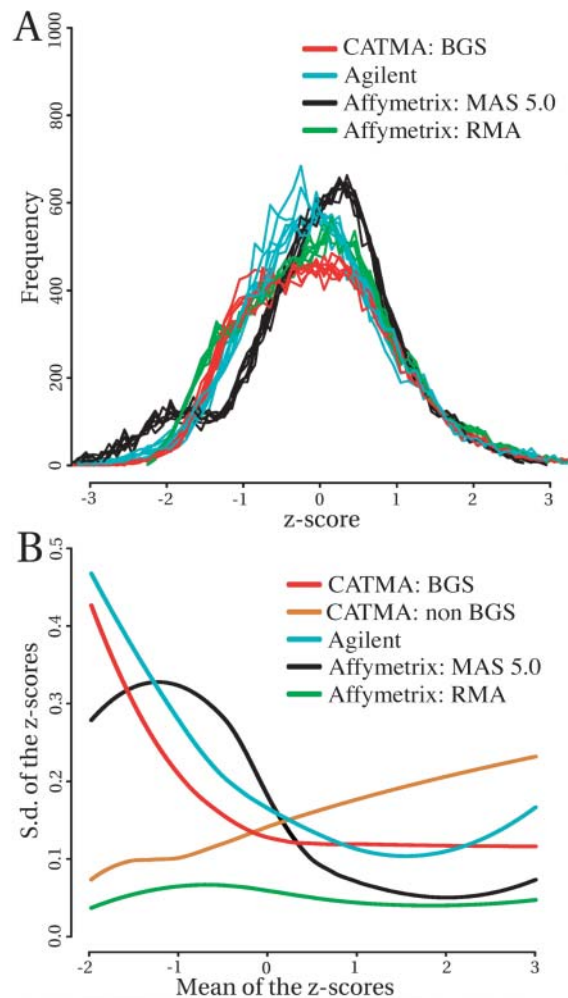 A
1000
800
600
400
200
0
Frequency
CATMA: BGS
Agilent
Affymetrix: MAS 5.0
Affymetrix: RMA
-3 -2 -1 0 1 2 3
z-score
B
0.5
0.4
0.3
0.2
0.1
0.0
S.d. of the z-scores
CATMA: BGS
CATMA: non BGS
Agilent
Affymetrix: MAS 5.0
Affymetrix: RMA
-2 -1 0 1 2 3
Mean of the z-scores